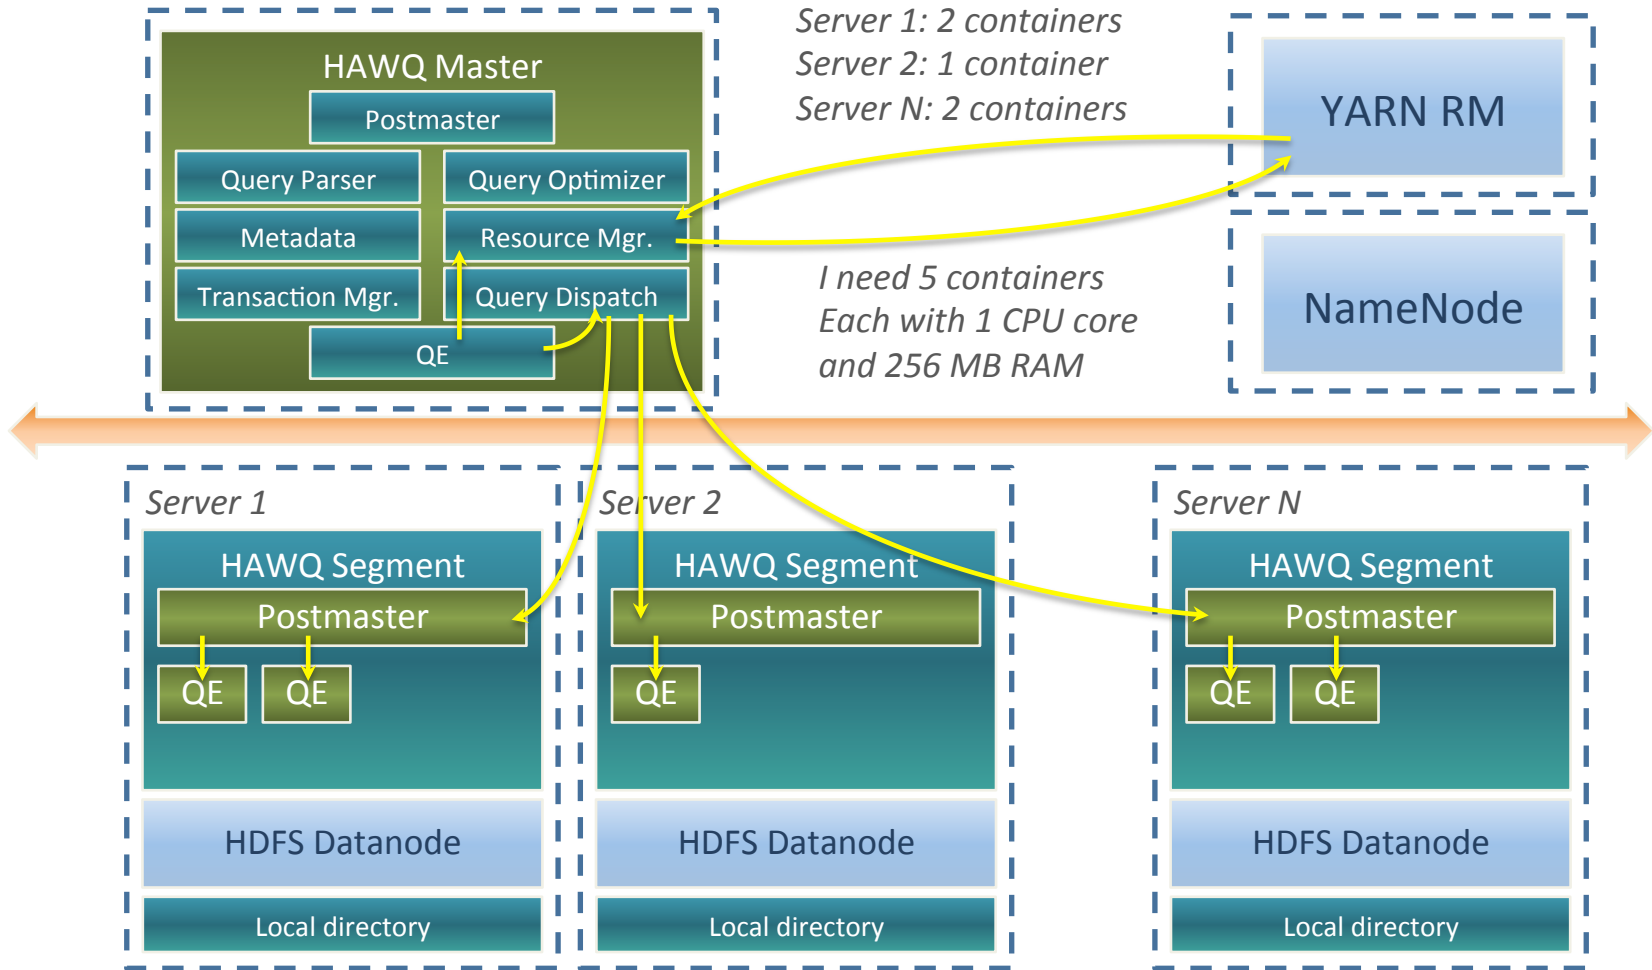 HAWQ Master
Postmaster
Query Parser
Query Optimizer
Metadata
Resource Mgr.
Transaction Mgr.
Query Dispatch
QE
Server 1: 2 containers
Server 2: 1 container
Server N: 2 containers
I need 5 containers
Each with 1 CPU core
and 256 MB RAM
YARN RM
NameNode
Server 1
HAWQ Segment
Postmaster
QE
QE
HDFS Datanode
Local directory
Server 2
HAWQ Segment
Postmaster
QE
HDFS Datanode
Local directory
Server N
HAWQ Segment
Postmaster
QE
QE
HDFS Datanode
Local directory